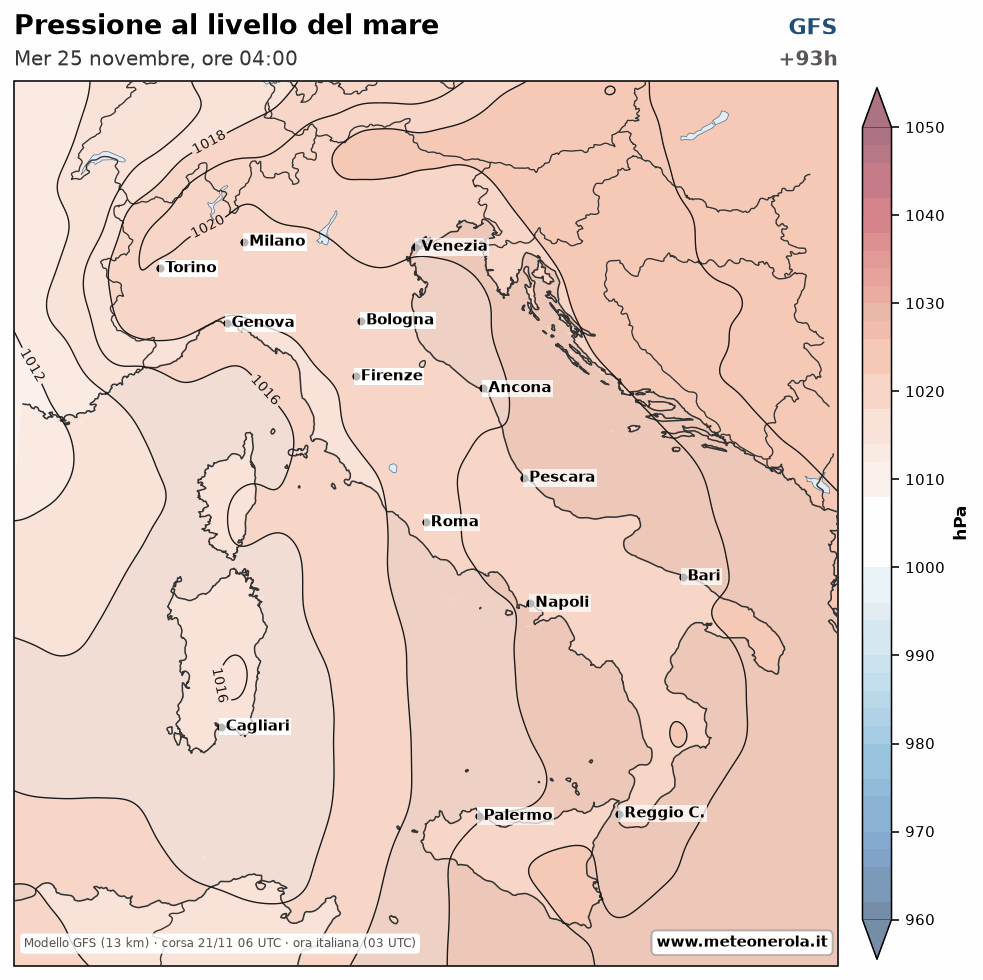 Pressione al livello del mare
GFS
Mer 25 novembre, ore 04:00
+93h
1018
1020
Milano
Venezia
Torino
Genova
Bologna
1012
Firenze
1016
Ancona
Pescara
Roma
Bari
Napoli
1016
Cagliari
Palermo
Reggio C.
Modello GFS (13 km) · corsa 21/11 06 UTC · ora italiana (03 UTC)
www.meteonerola.it
1050
1040
1030
1020
1010
1000
990
980
970
960
hPa